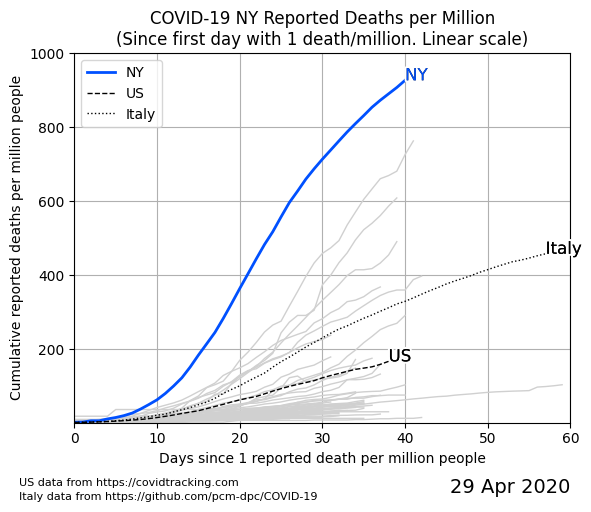 COVID-19 NY Reported Deaths per Million
(Since first day with 1 death/million. Linear scale)
Cumulative reported deaths per million people
1000
800
600
400
200
NY
US
Italy
NY
Italy
US
0 10 20 30 40 50 60
Days since 1 reported death per million people
US data from https://covidtracking.com
Italy data from https://github.com/pcm-dpc/COVID-19
29 Apr 2020